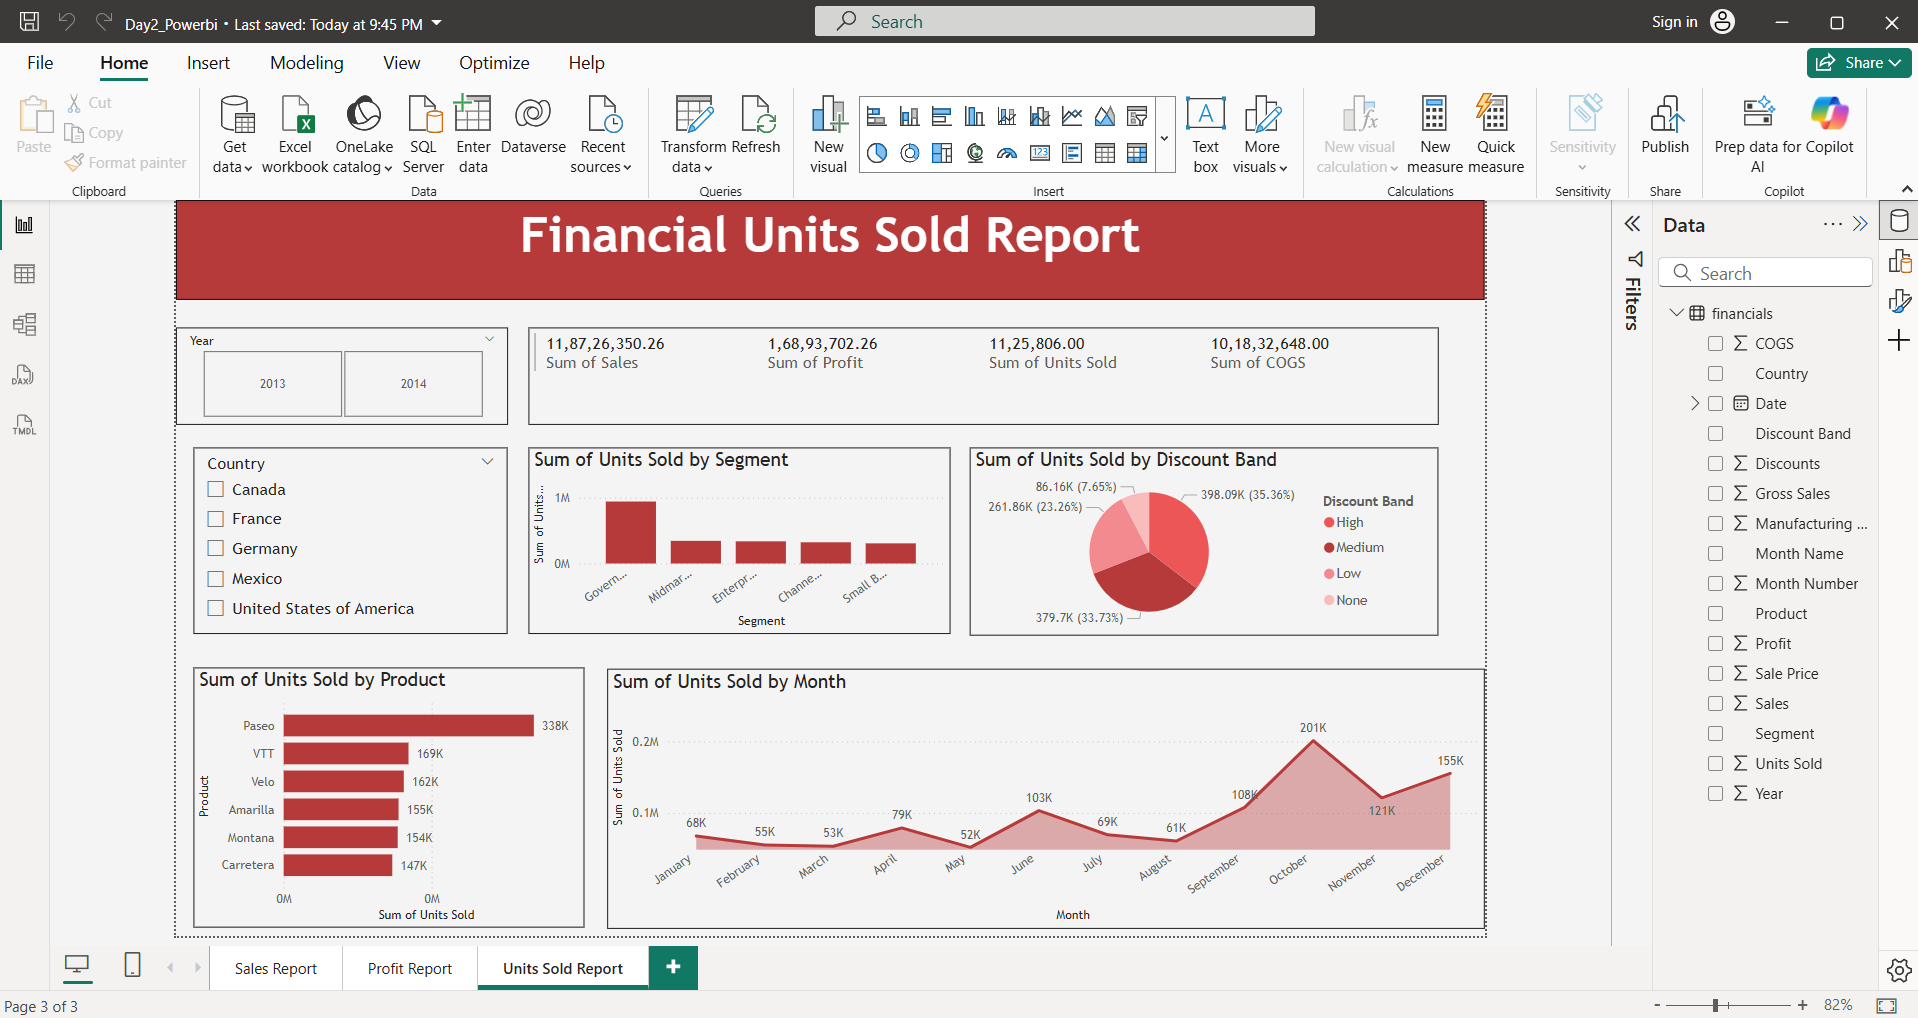 Day2_Powerbi • Last saved: Today at 9:45 PM
Search
Sign in
File
Home
Insert
Modeling
View
Optimize
Help
Share
Paste
Cut
Copy
Format painter
Clipboard
Get data
Excel workbook
OneLake catalog
SQL Server
Enter data
Dataverse
Recent sources
Data
Transform data
Refresh
Queries
New visual
Text box
More visuals
Insert
New visual calculation
New measure
Quick measure
Calculations
Sensitivity
Sensitivity
Publish
Share
Prep data for AI
Copilot
Copilot
DAX
TMDL
Financial Units Sold Report
Year
2013
2014
11,87,26,350.26
Sum of Sales
1,68,93,702.26
Sum of Profit
11,25,806.00
Sum of Units Sold
10,18,32,648.00
Sum of COGS
Country
Canada
France
Germany
Mexico
United States of America
Sum of Units Sold by Segment
Sum of Units...
1M
0M
Govern...
Midmar...
Enterpr...
Channe...
Small B...
Segment
Sum of Units Sold by Discount Band
86.16K (7.65%)
261.86K (23.26%)
398.09K (35.36%)
379.7K (33.73%)
Discount Band
High
Medium
Low
None
Sum of Units Sold by Product
Product
Paseo
338K
VTT
169K
Velo
162K
Amarilla
155K
Montana
154K
Carretera
147K
0M
0M
Sum of Units Sold
Sum of Units Sold by Month
Sum of Units Sold
0.2M
0.1M
68K
55K
53K
79K
52K
103K
69K
61K
108K
201K
121K
155K
January
February
March
April
May
June
July
August
September
October
November
December
Month
Filters
Data
Search
financials
COGS
Country
Date
Discount Band
Discounts
Gross Sales
Manufacturing ...
Month Name
Month Number
Product
Profit
Sale Price
Sales
Segment
Units Sold
Year
Sales Report
Profit Report
Units Sold Report
Page 3 of 3
82%